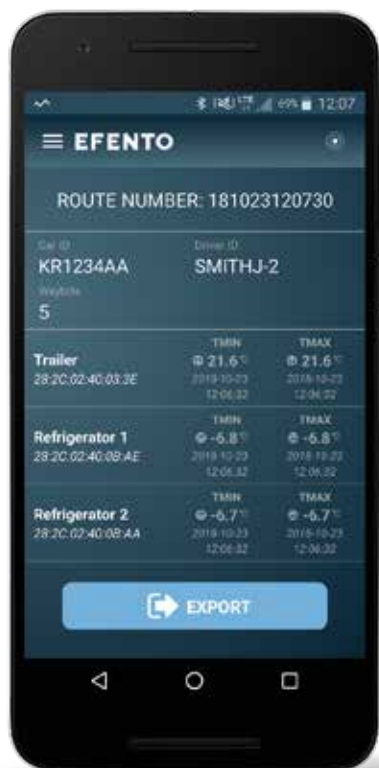 69% 12:07
EFENTO
ROUTE NUMBER: 181023120730
Car ID Driver ID
KR1234AA SMITHJ-2
Waybills
5
TMIN TMAX
Trailer 21.6°C 21.6°C
28:2C:02:40:03:3E 2018-10-23 2018-10-23
12:06:32 12:06:32
TMIN TMAX
Refrigerator 1 -6.8°C -6.8°C
28:2C:02:40:0B:AE 2018-10-23 2018-10-23
12:06:32 12:06:32
TMIN TMAX
Refrigerator 2 -6.7°C -6.7°C
28:2C:02:40:0B:AA 2018-10-23 2018-10-23
12:06:32 12:06:32
EXPORT